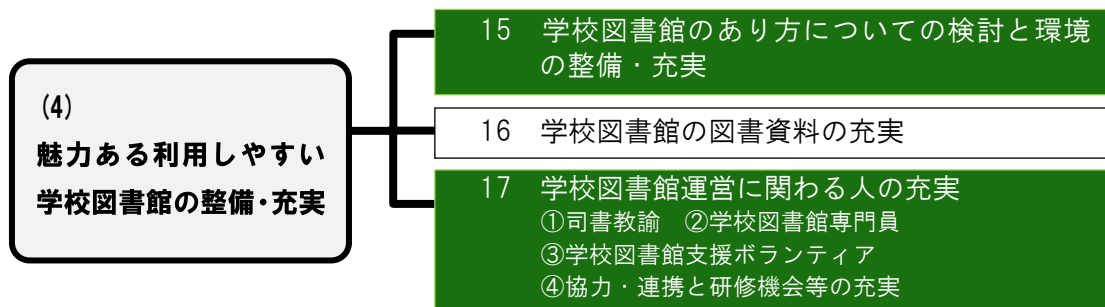 (4)
魅力ある利用しやすい
学校図書館の整備・充実
15 学校図書館のあり方についての検討と環境
の整備・充実
16 学校図書館の図書資料の充実
17 学校図書館運営に関わる人の充実
①司書教諭 ②学校図書館専門員
③学校図書館支援ボランティア
④協力・連携と研修機会等の充実